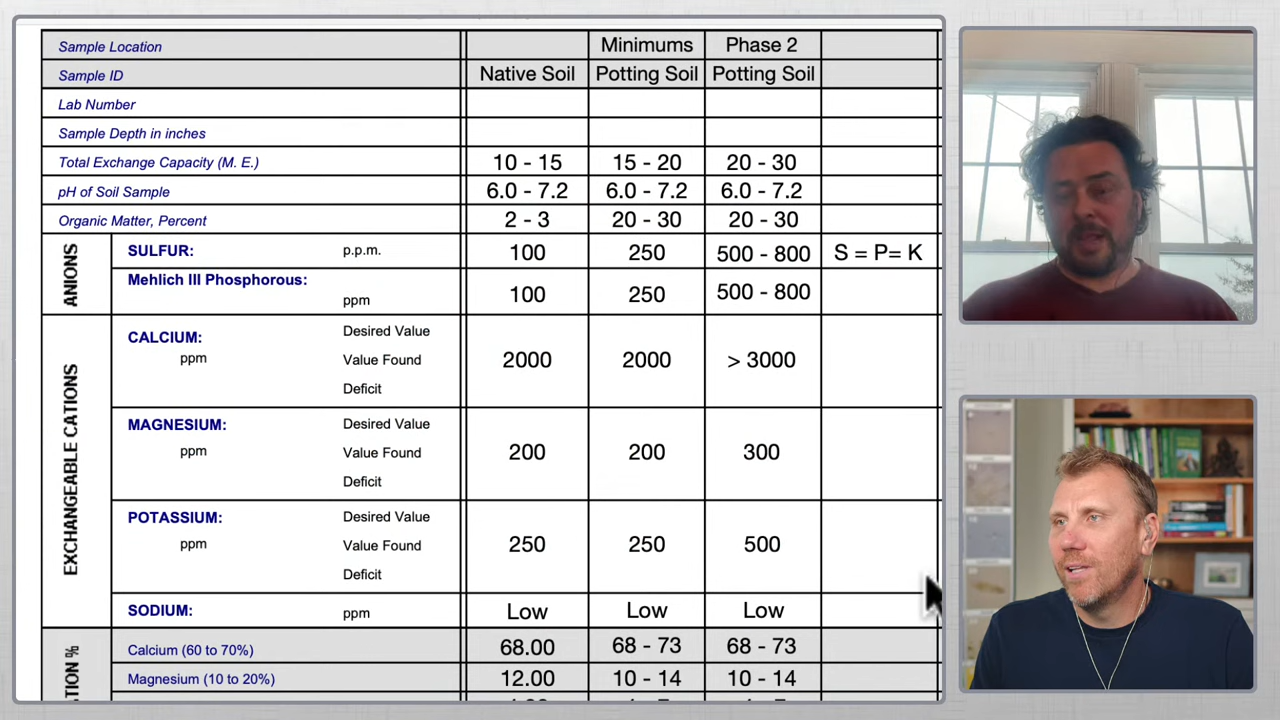 Sample Location Minimums Phase 2
Sample ID Native Soil Potting Soil Potting Soil
Lab Number
Sample Depth in inches
Total Exchange Capacity (M. E.) 10 - 15 15 - 20 20 - 30
pH of Soil Sample 6.0 - 7.2 6.0 - 7.2 6.0 - 7.2
Organic Matter, Percent 2 - 3 20 - 30 20 - 30
ANIONS
SULFUR: p.p.m. 100 250 500 - 800 S = P= K
Mehlich III Phosphorous:
ppm 100 250 500 - 800
EXCHANGEABLE CATIONS
CALCIUM: Desired Value
ppm Value Found 2000 2000 > 3000
Deficit
MAGNESIUM: Desired Value
ppm Value Found 200 200 300
Deficit
POTASSIUM: Desired Value
ppm Value Found 250 250 500
Deficit
SODIUM: ppm Low Low Low
Calcium (60 to 70%) 68.00 68 - 73 68 - 73
Magnesium (10 to 20%) 12.00 10 - 14 10 - 14